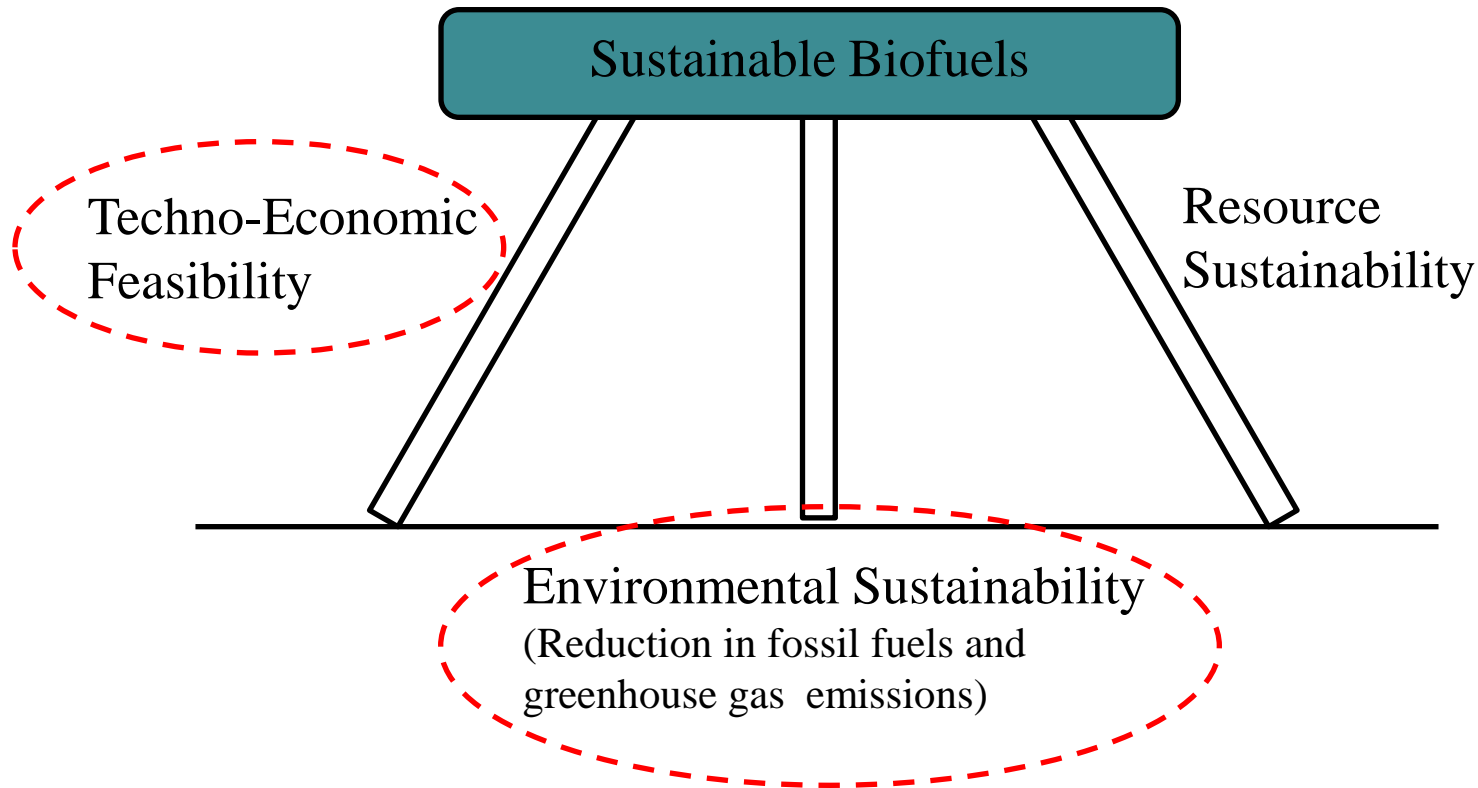 Sustainable Biofuels
Techno-Economic
Feasibility
Resource
Sustainability
Environmental Sustainability
(Reduction in fossil fuels and
greenhouse gas emissions)